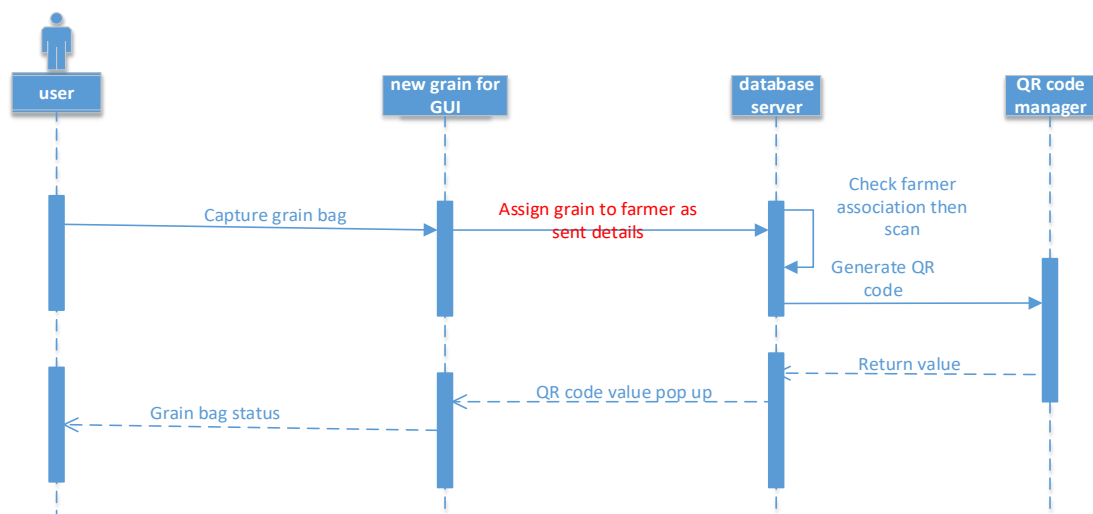 user
new grain for
GUI
database
server
QR code
manager
Capture grain bag
Assign grain to farmer as
sent details
Check farmer
association then
scan
Generate QR
code
Return value
QR code value pop up
Grain bag status